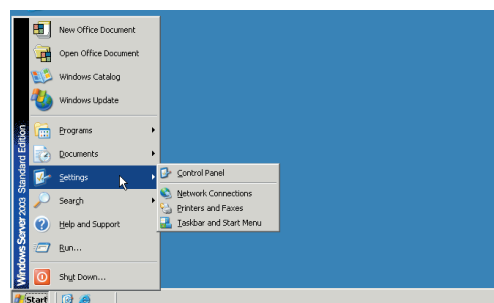 New Office Document
Open Office Document
Windows Catalog
Windows Update
Programs
Documents
Settings
Search
Help and Support
Run...
Shut Down...
Control Panel
Network Connections
Printers and Faxes
Taskbar and Start Menu
Windows Server 2003 Standard Edition
Start